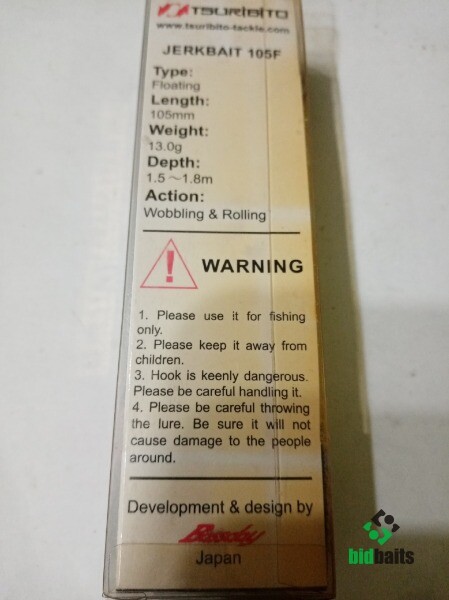 TSURIBITO
www.tsuribito-tackle.com
JERKBAIT 105F
Type:
Floating
Length:
105mm
Weight:
13.0g
Depth:
1.5～1.8m
Action:
Wobbling & Rolling
! WARNING
1. Please use it for fishing
only.
2. Please keep it away from
children.
3. Hook is keenly dangerous.
Please be careful handling it.
4. Please be careful throwing
the lure. Be sure it will not
cause damage to the people
around.
Development & design by
Bassday
Japan
bidbaits